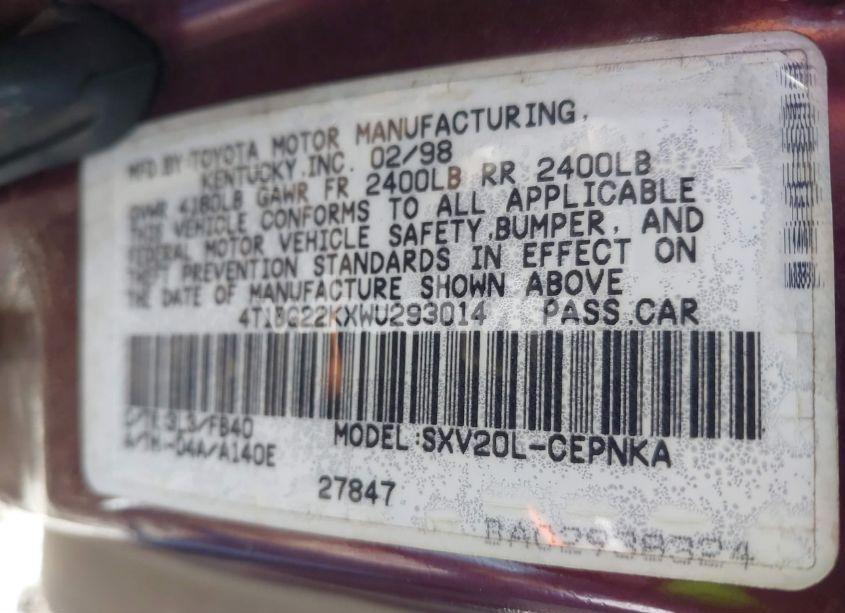 MFD.BY TOYOTA MOTOR MANUFACTURING,
KENTUCKY,INC. 02/98
GVWR 4180LB GAWR FR 2400LB RR 2400LB
THIS VEHICLE CONFORMS TO ALL APPLICABLE
FEDERAL MOTOR VEHICLE SAFETY,BUMPER, AND
THEFT PREVENTION STANDARDS IN EFFECT ON
THE DATE OF MANUFACTURE SHOWN ABOVE
4T1BG22KXWU293014 PASS.CAR
C/TR:3L3/FB40
A/TM:-04A/A140E
MODEL:SXV20L-CEPNKA
27847